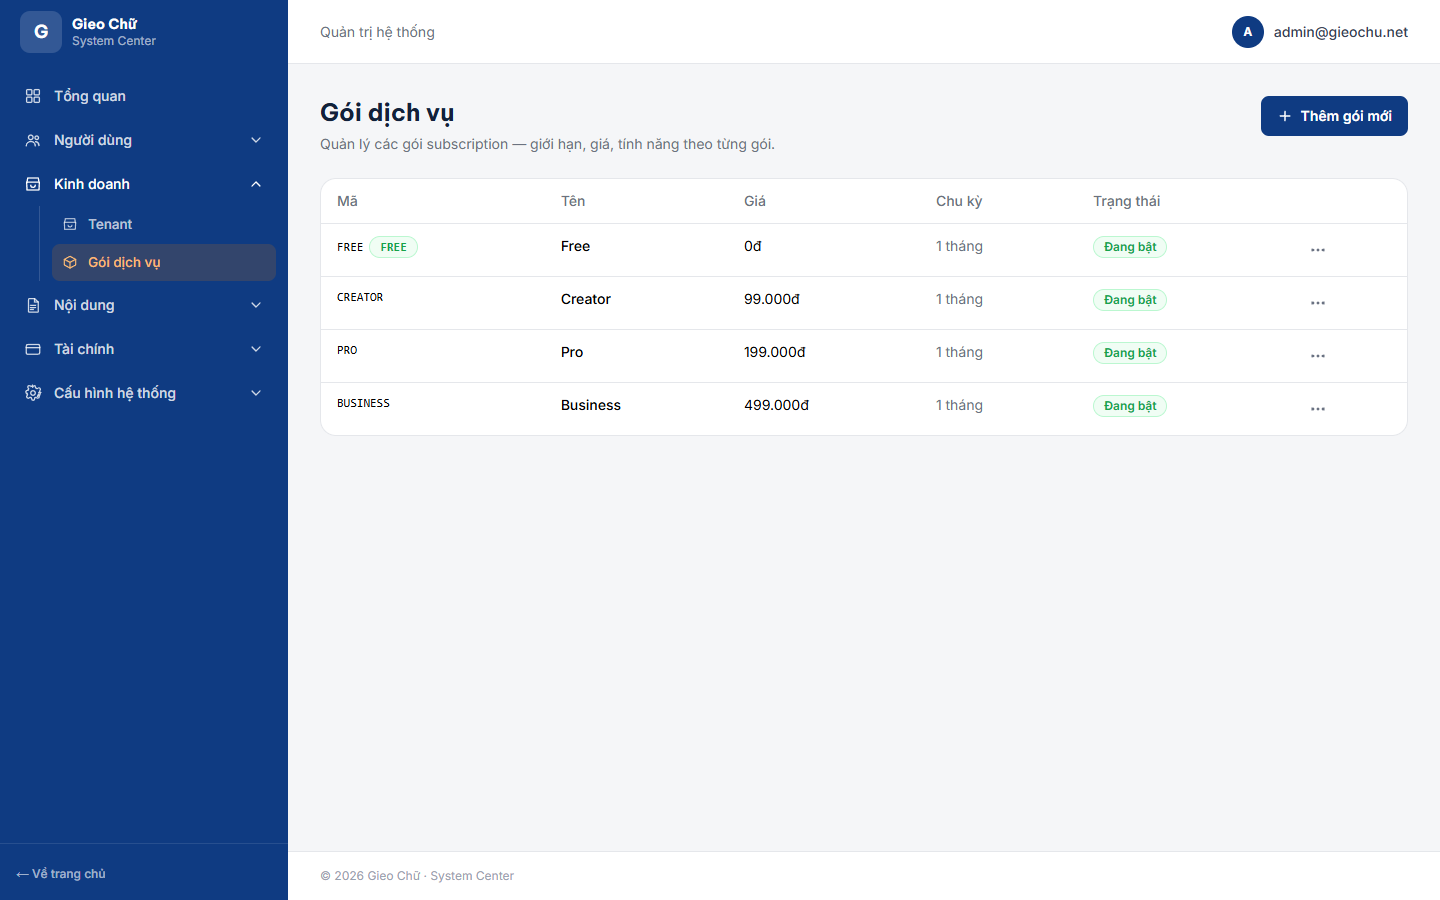 G
Gieo Chữ
System Center
Tổng quan
Người dùng
Kinh doanh
Tenant
Gói dịch vụ
Nội dung
Tài chính
Cấu hình hệ thống
← Về trang chủ
Quản trị hệ thống
A admin@gieochu.net
Gói dịch vụ
Quản lý các gói subscription — giới hạn, giá, tính năng theo từng gói.
+ Thêm gói mới
Mã Tên Giá Chu kỳ Trạng thái
FREE FREE Free 0đ 1 tháng Đang bật ...
CREATOR Creator 99.000đ 1 tháng Đang bật ...
PRO Pro 199.000đ 1 tháng Đang bật ...
BUSINESS Business 499.000đ 1 tháng Đang bật ...
© 2026 Gieo Chữ · System Center